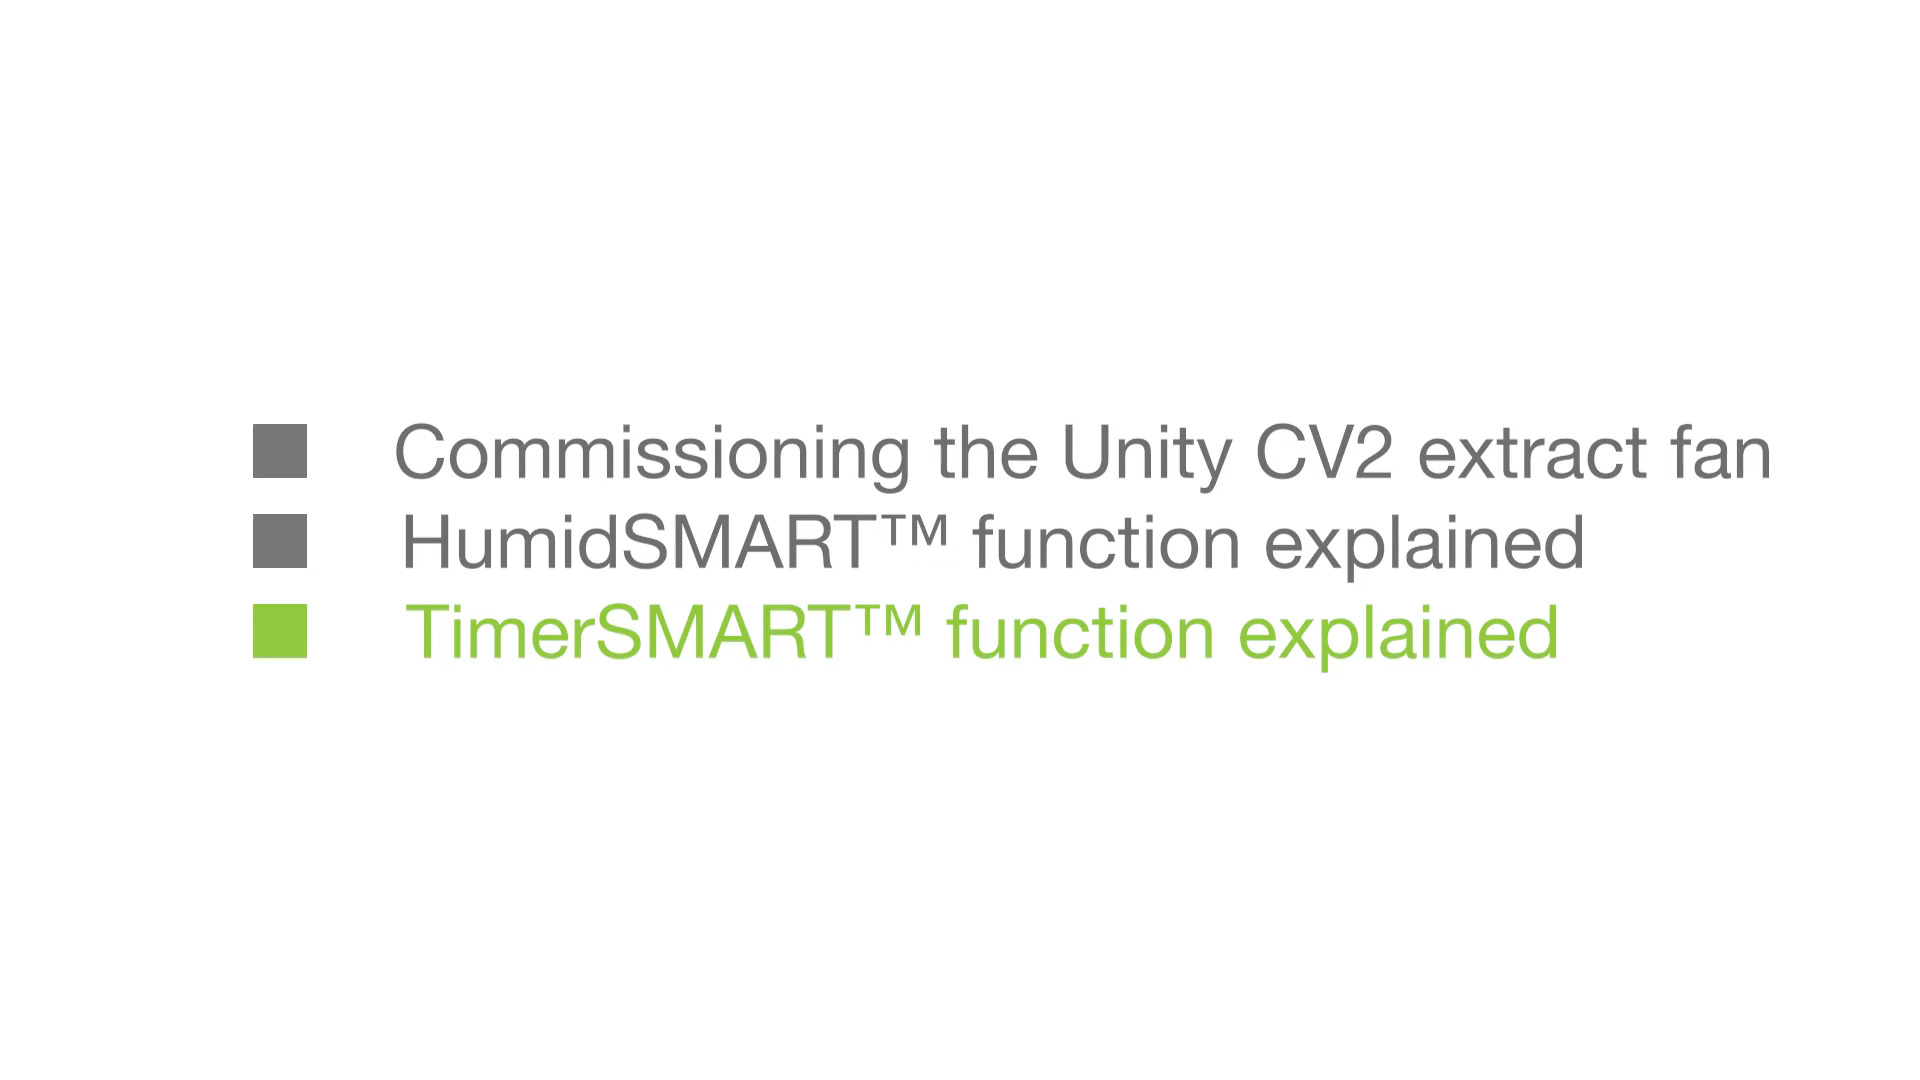 Commissioning the Unity CV2 extract fan
HumidSMART™ function explained
TimerSMART™ function explained